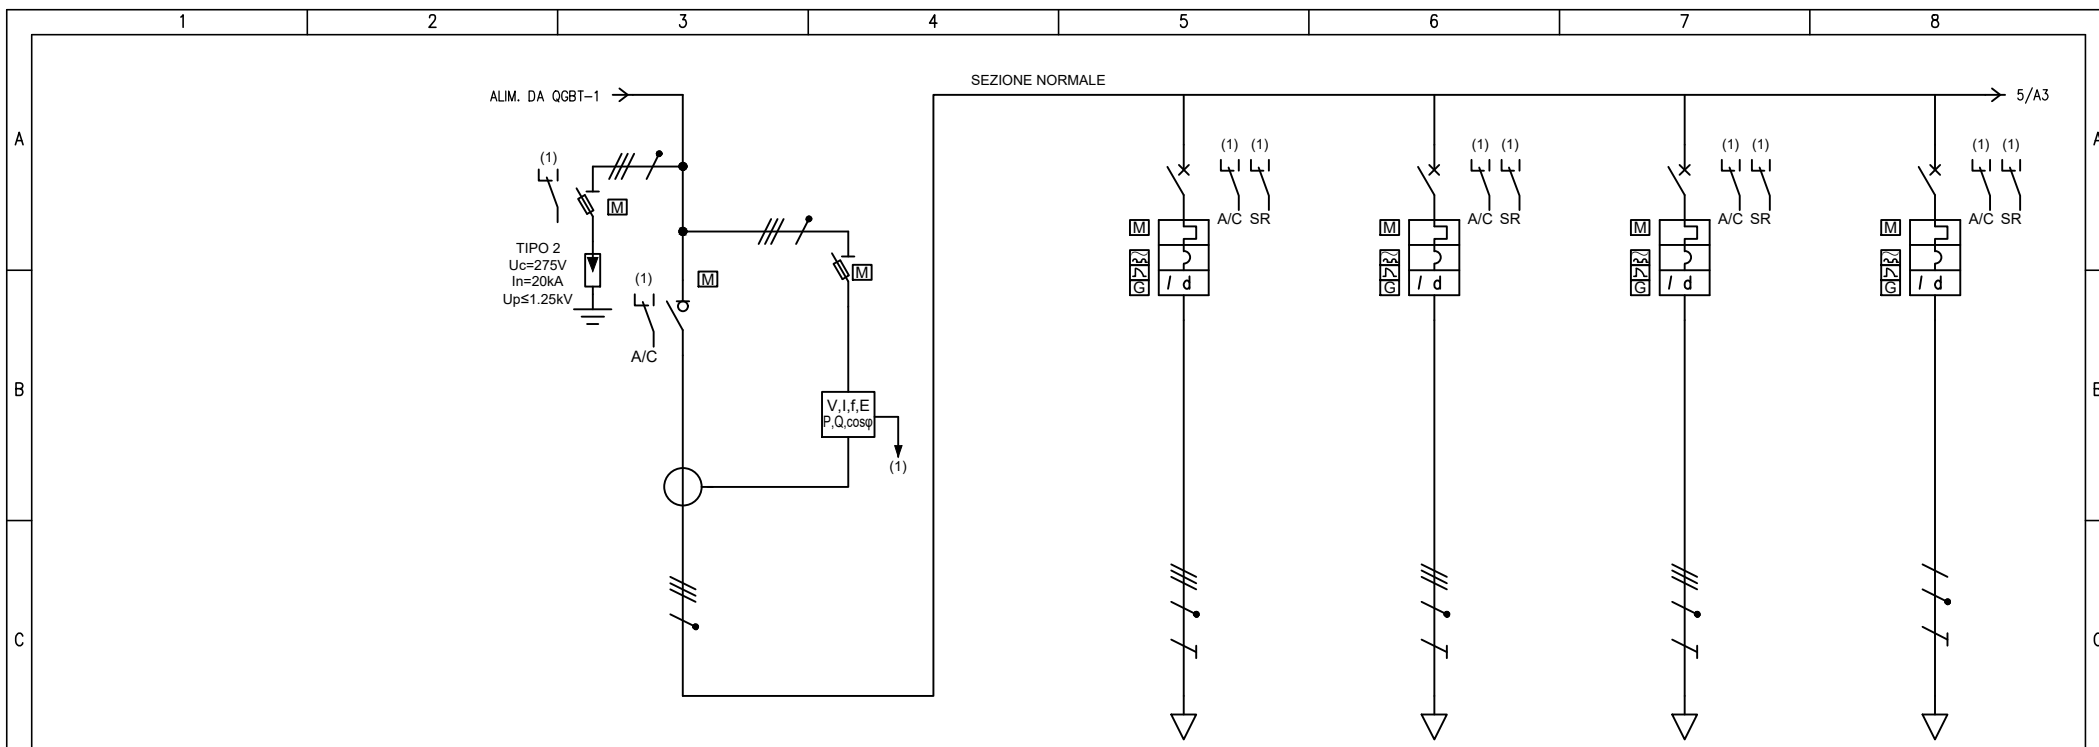 1 2 3 4 5 6 7 8
A
A
B
B
C
C
ALIM. DA QGBT-1
SEZIONE NORMALE
5/A3
(1)
M
TIPO 2
Uc=275V
In=20kA
Up≤1.25kV
(1)
M
A/C
M
V,I,f,E
P,Q,cosφ
(1)
(1) (1)
A/C SR
M
G
I d
(1) (1)
A/C SR
M
G
I d
(1) (1)
A/C SR
M
G
I d
(1) (1)
A/C SR
M
G
I d